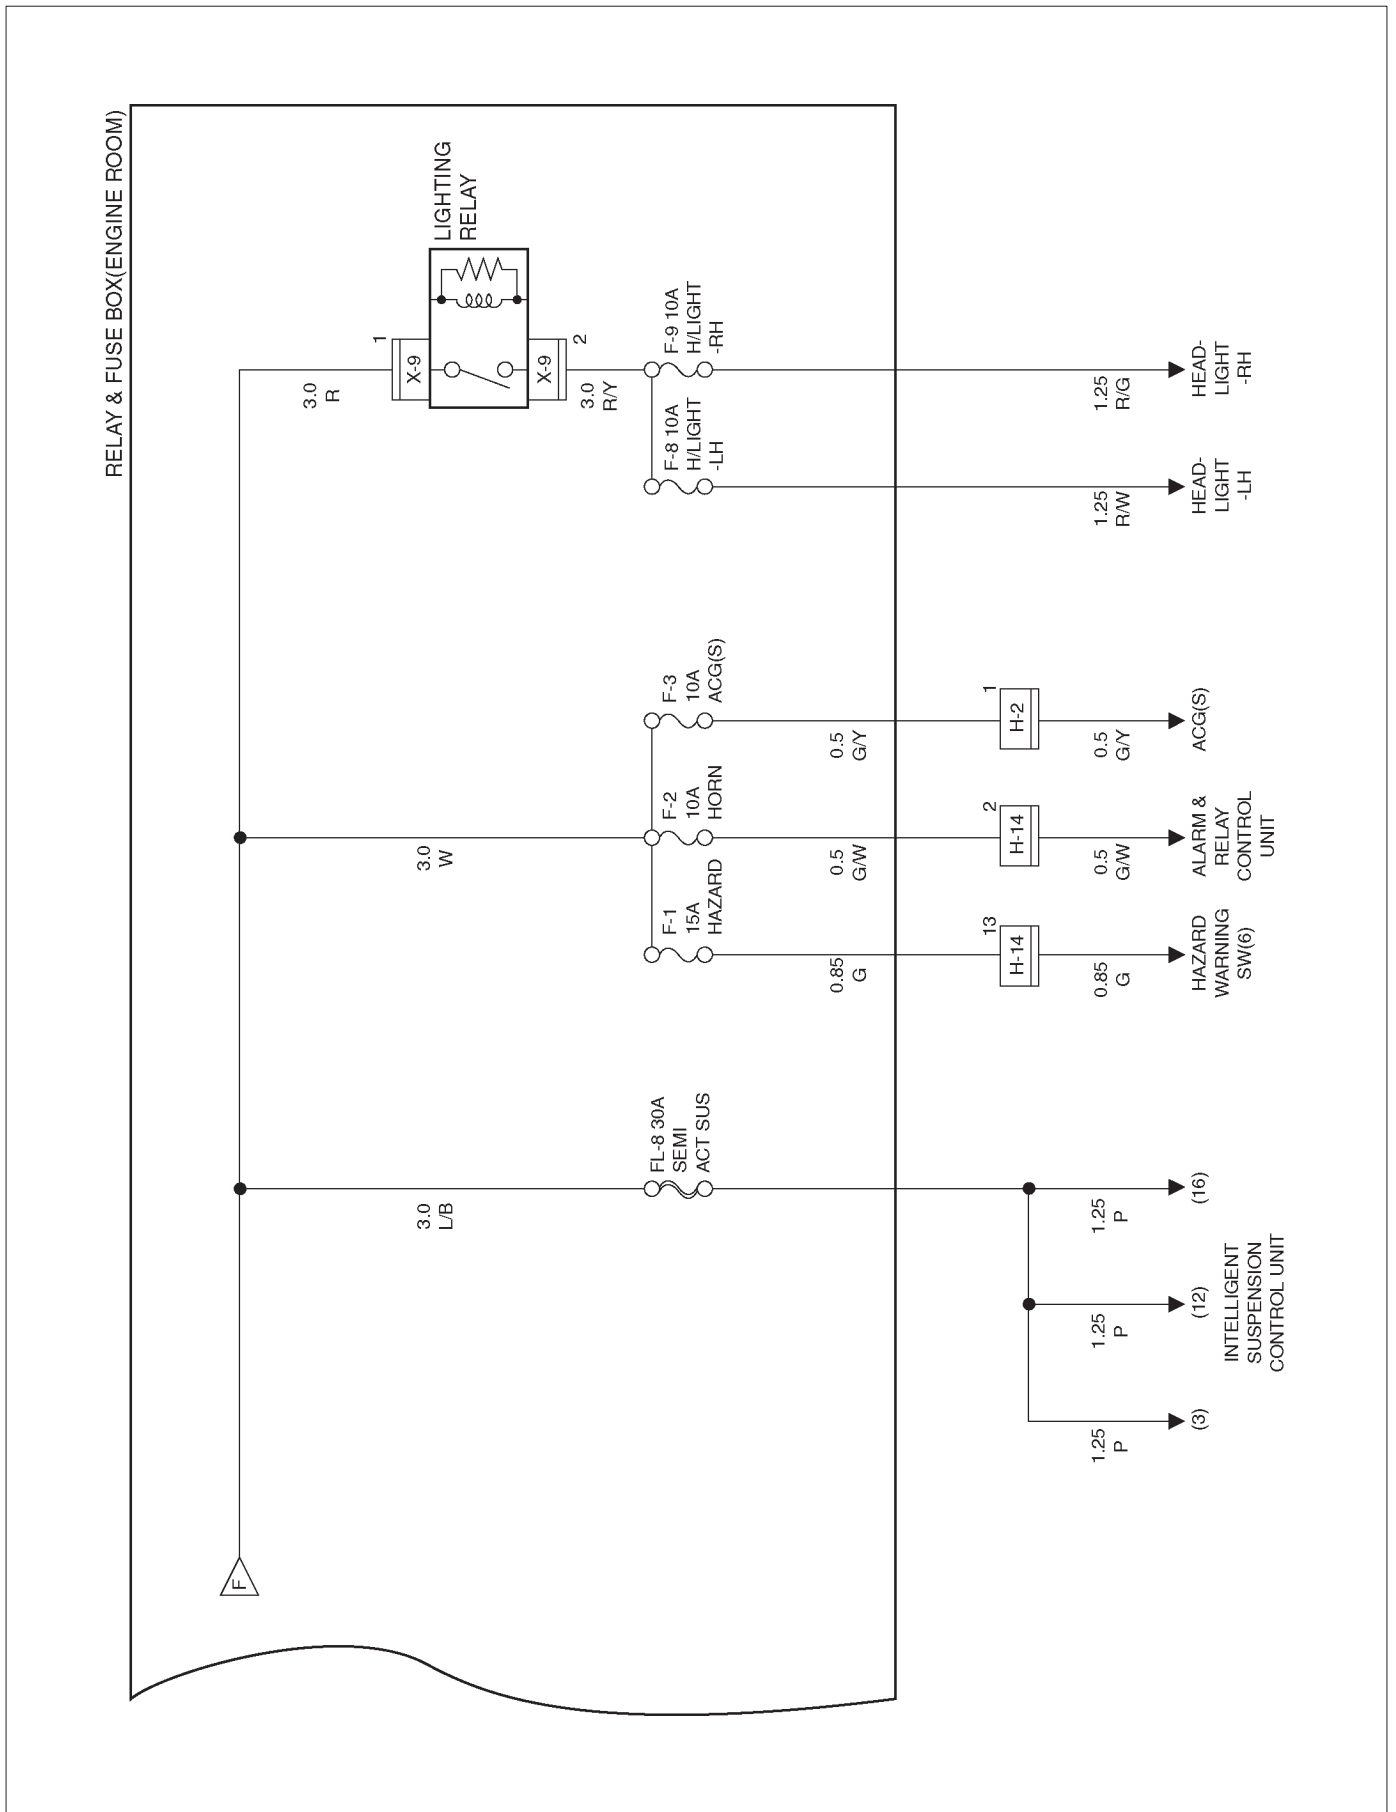 RELAY & FUSE BOX(ENGINE ROOM)
F
3.0
L/B
FL-8 30A
SEMI
ACT SUS
1.25
P
(3)
1.25
P
(12)
1.25
P
(16)
INTELLIGENT
SUSPENSION
CONTROL UNIT
3.0
W
F-1
15A
HAZARD
0.85
G
13
H-14
0.85
G
HAZARD
WARNING
SW(6)
F-2
10A
HORN
0.5
G/W
2
H-14
0.5
G/W
ALARM &
RELAY
CONTROL
UNIT
F-3
10A
ACG(S)
0.5
G/Y
1
H-2
0.5
G/Y
ACG(S)
3.0
R
1
X-9
LIGHTING
RELAY
X-9
2
3.0
R/Y
F-8 10A
H/LIGHT
-LH
1.25
R/W
HEAD-
LIGHT
-LH
F-9 10A
H/LIGHT
-RH
1.25
R/G
HEAD-
LIGHT
-RH